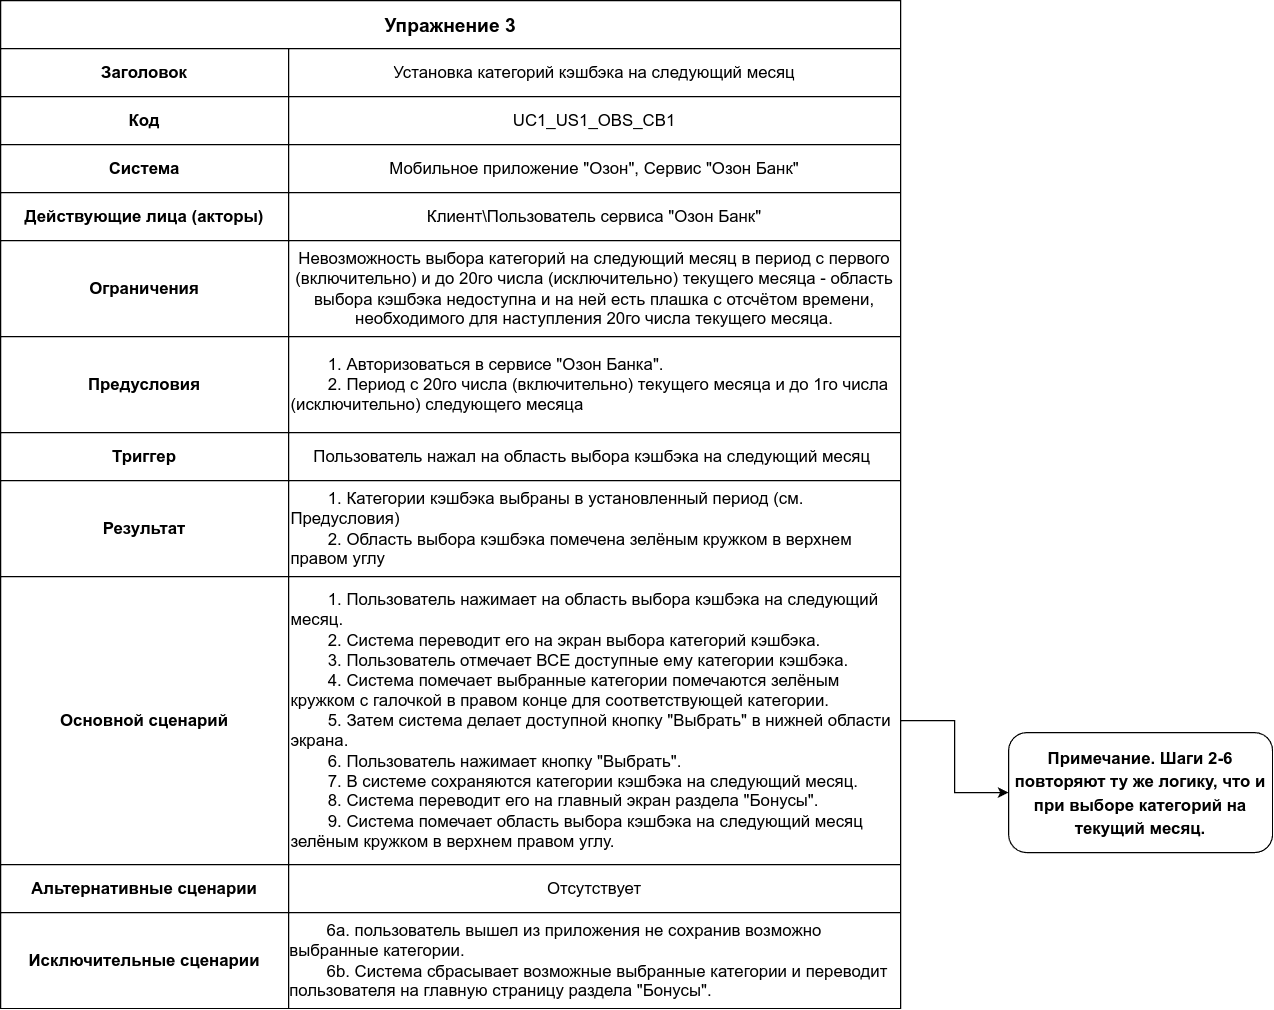 Упражнение 3
Заголовок
Установка категорий кэшбэка на следующий месяц
Код
UC1_US1_OBS_CB1
Система
Мобильное приложение "Озон", Сервис "Озон Банк"
Действующие лица (акторы)
Клиент\Пользователь сервиса "Озон Банк"
Ограничения
Невозможность выбора категорий на следующий месяц в период с первого
(включительно) и до 20го числа (исключительно) текущего месяца - область
выбора кэшбэка недоступна и на ней есть плашка с отсчётом времени,
необходимого для наступления 20го числа текущего месяца.
Предусловия
1. Авторизоваться в сервисе "Озон Банка".
2. Период с 20го числа (включительно) текущего месяца и до 1го числа
(исключительно) следующего месяца
Триггер
Пользователь нажал на область выбора кэшбэка на следующий месяц
Результат
1. Категории кэшбэка выбраны в установленный период (см.
Предусловия)
2. Область выбора кэшбэка помечена зелёным кружком в верхнем
правом углу
Основной сценарий
1. Пользователь нажимает на область выбора кэшбэка на следующий
месяц.
2. Система переводит его на экран выбора категорий кэшбэка.
3. Пользователь отмечает ВСЕ доступные ему категории кэшбэка.
4. Система помечает выбранные категории помечаются зелёным
кружком с галочкой в правом конце для соответствующей категории.
5. Затем система делает доступной кнопку "Выбрать" в нижней области
экрана.
6. Пользователь нажимает кнопку "Выбрать".
7. В системе сохраняются категории кэшбэка на следующий месяц.
8. Система переводит его на главный экран раздела "Бонусы".
9. Система помечает область выбора кэшбэка на следующий месяц
зелёным кружком в верхнем правом углу.
Примечание. Шаги 2-6
повторяют ту же логику, что и
при выборе категорий на
текущий месяц.
Альтернативные сценарии
Отсутствует
Исключительные сценарии
6a. пользователь вышел из приложения не сохранив возможно
выбранные категории.
6b. Система сбрасывает возможные выбранные категории и переводит
пользователя на главную страницу раздела "Бонусы".